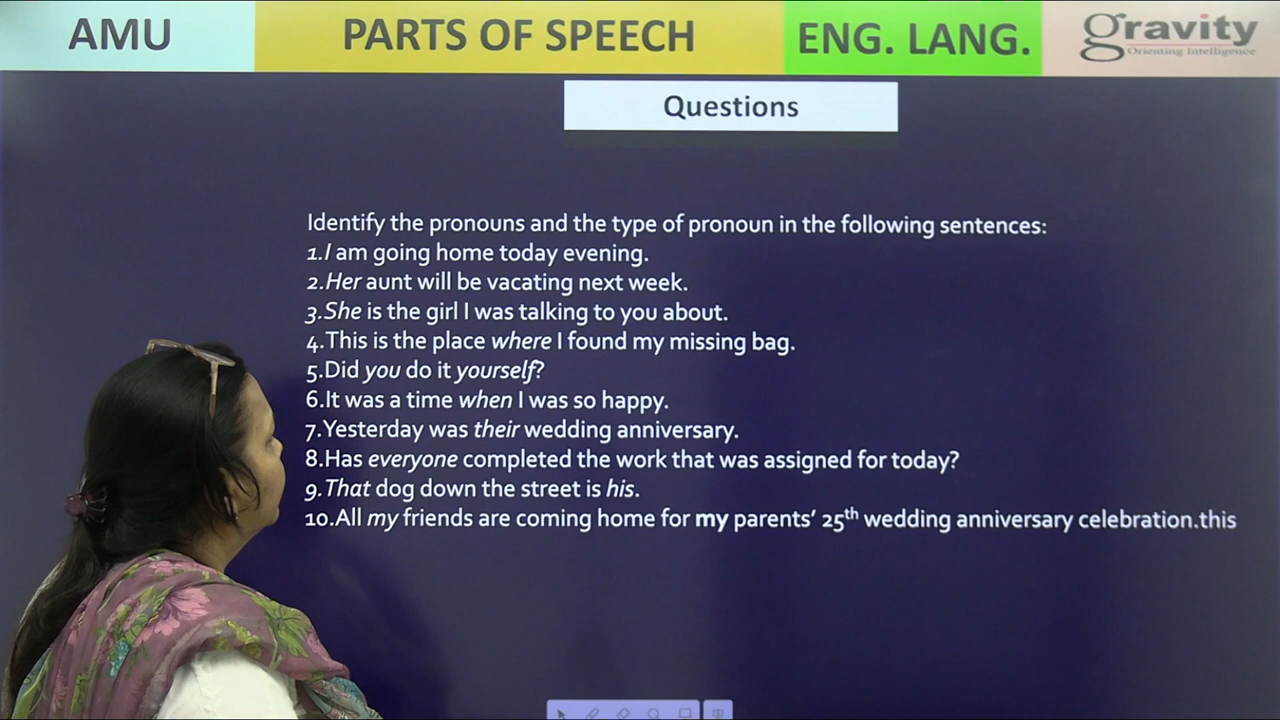 AMU
PARTS OF SPEECH
ENG. LANG.
gravity
Orienting Intelligence
Questions
Identify the pronouns and the type of pronoun in the following sentences:
1.I am going home today evening.
2.Her aunt will be vacating next week.
3.She is the girl I was talking to you about.
4.This is the place where I found my missing bag.
5.Did you do it yourself?
6.It was a time when I was so happy.
7.Yesterday was their wedding anniversary.
8.Has everyone completed the work that was assigned for today?
9.That dog down the street is his.
10.All my friends are coming home for my parents’ 25th wedding anniversary celebration.this